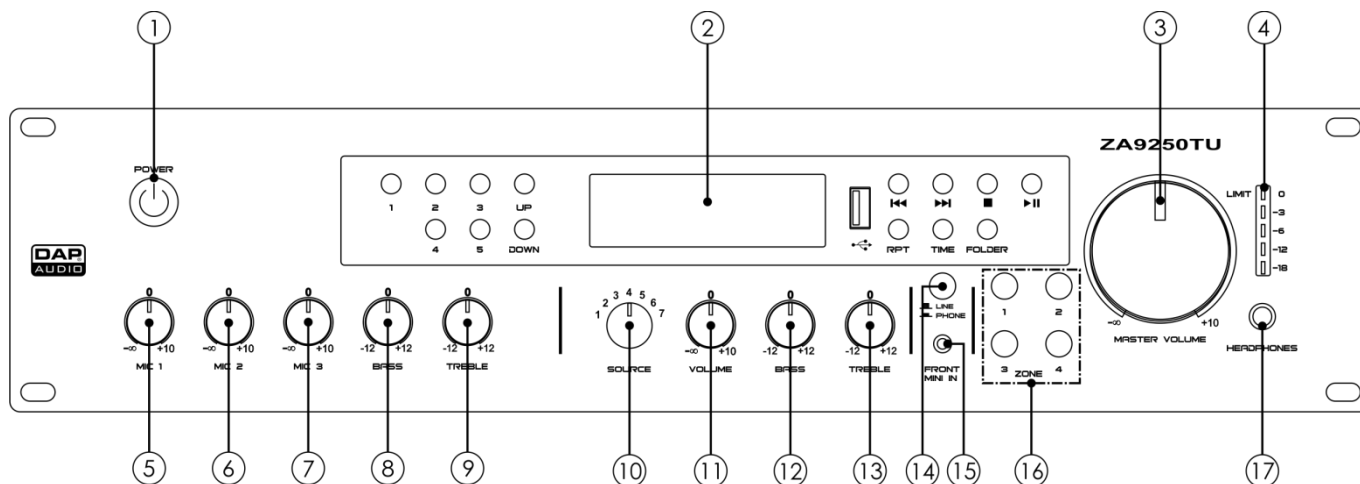 1 2 3 4
ZA9250TU
POWER
1 2 3 UP
4 5 DOWN
RPT TIME FOLDER
LIMIT 0
-3
-6
-12
-18
DAP
AUDIO
0
-∞ +10
MIC 1
0
-∞ +10
MIC 2
0
-∞ +10
MIC 3
0
-12 +12
BASS
0
-12 +12
TREBLE
1 2 3 4 5 6 7
SOURCE
0
-∞ +10
VOLUME
0
-12 +12
BASS
0
-12 +12
TREBLE
LINE
PHONE
FRONT
MINI IN
1 2
3 4
ZONE
-∞ +10
MASTER VOLUME
HEADPHONES
5 6 7 8 9 10 11 12 13 14 15 16 17